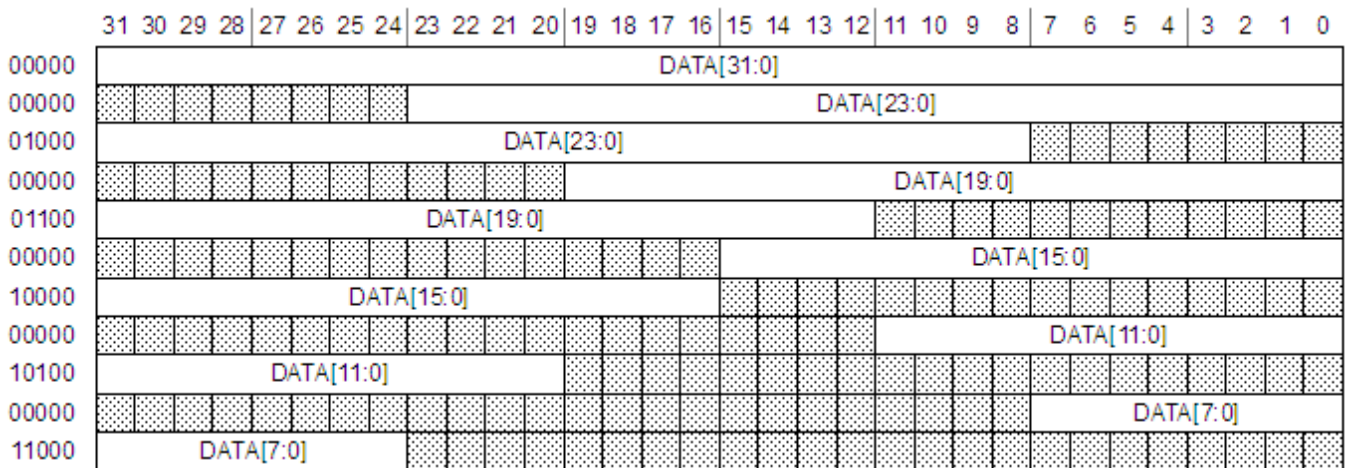 31 30 29 28 27 26 25 24 23 22 21 20 19 18 17 16 15 14 13 12 11 10 9 8 7 6 5 4 3 2 1 0
00000 DATA[31:0]
00000 DATA[23:0]
01000 DATA[23:0]
00000 DATA[19:0]
01100 DATA[19:0]
00000 DATA[15:0]
10000 DATA[15:0]
00000 DATA[11:0]
10100 DATA[11:0]
00000 DATA[7:0]
11000 DATA[7:0]